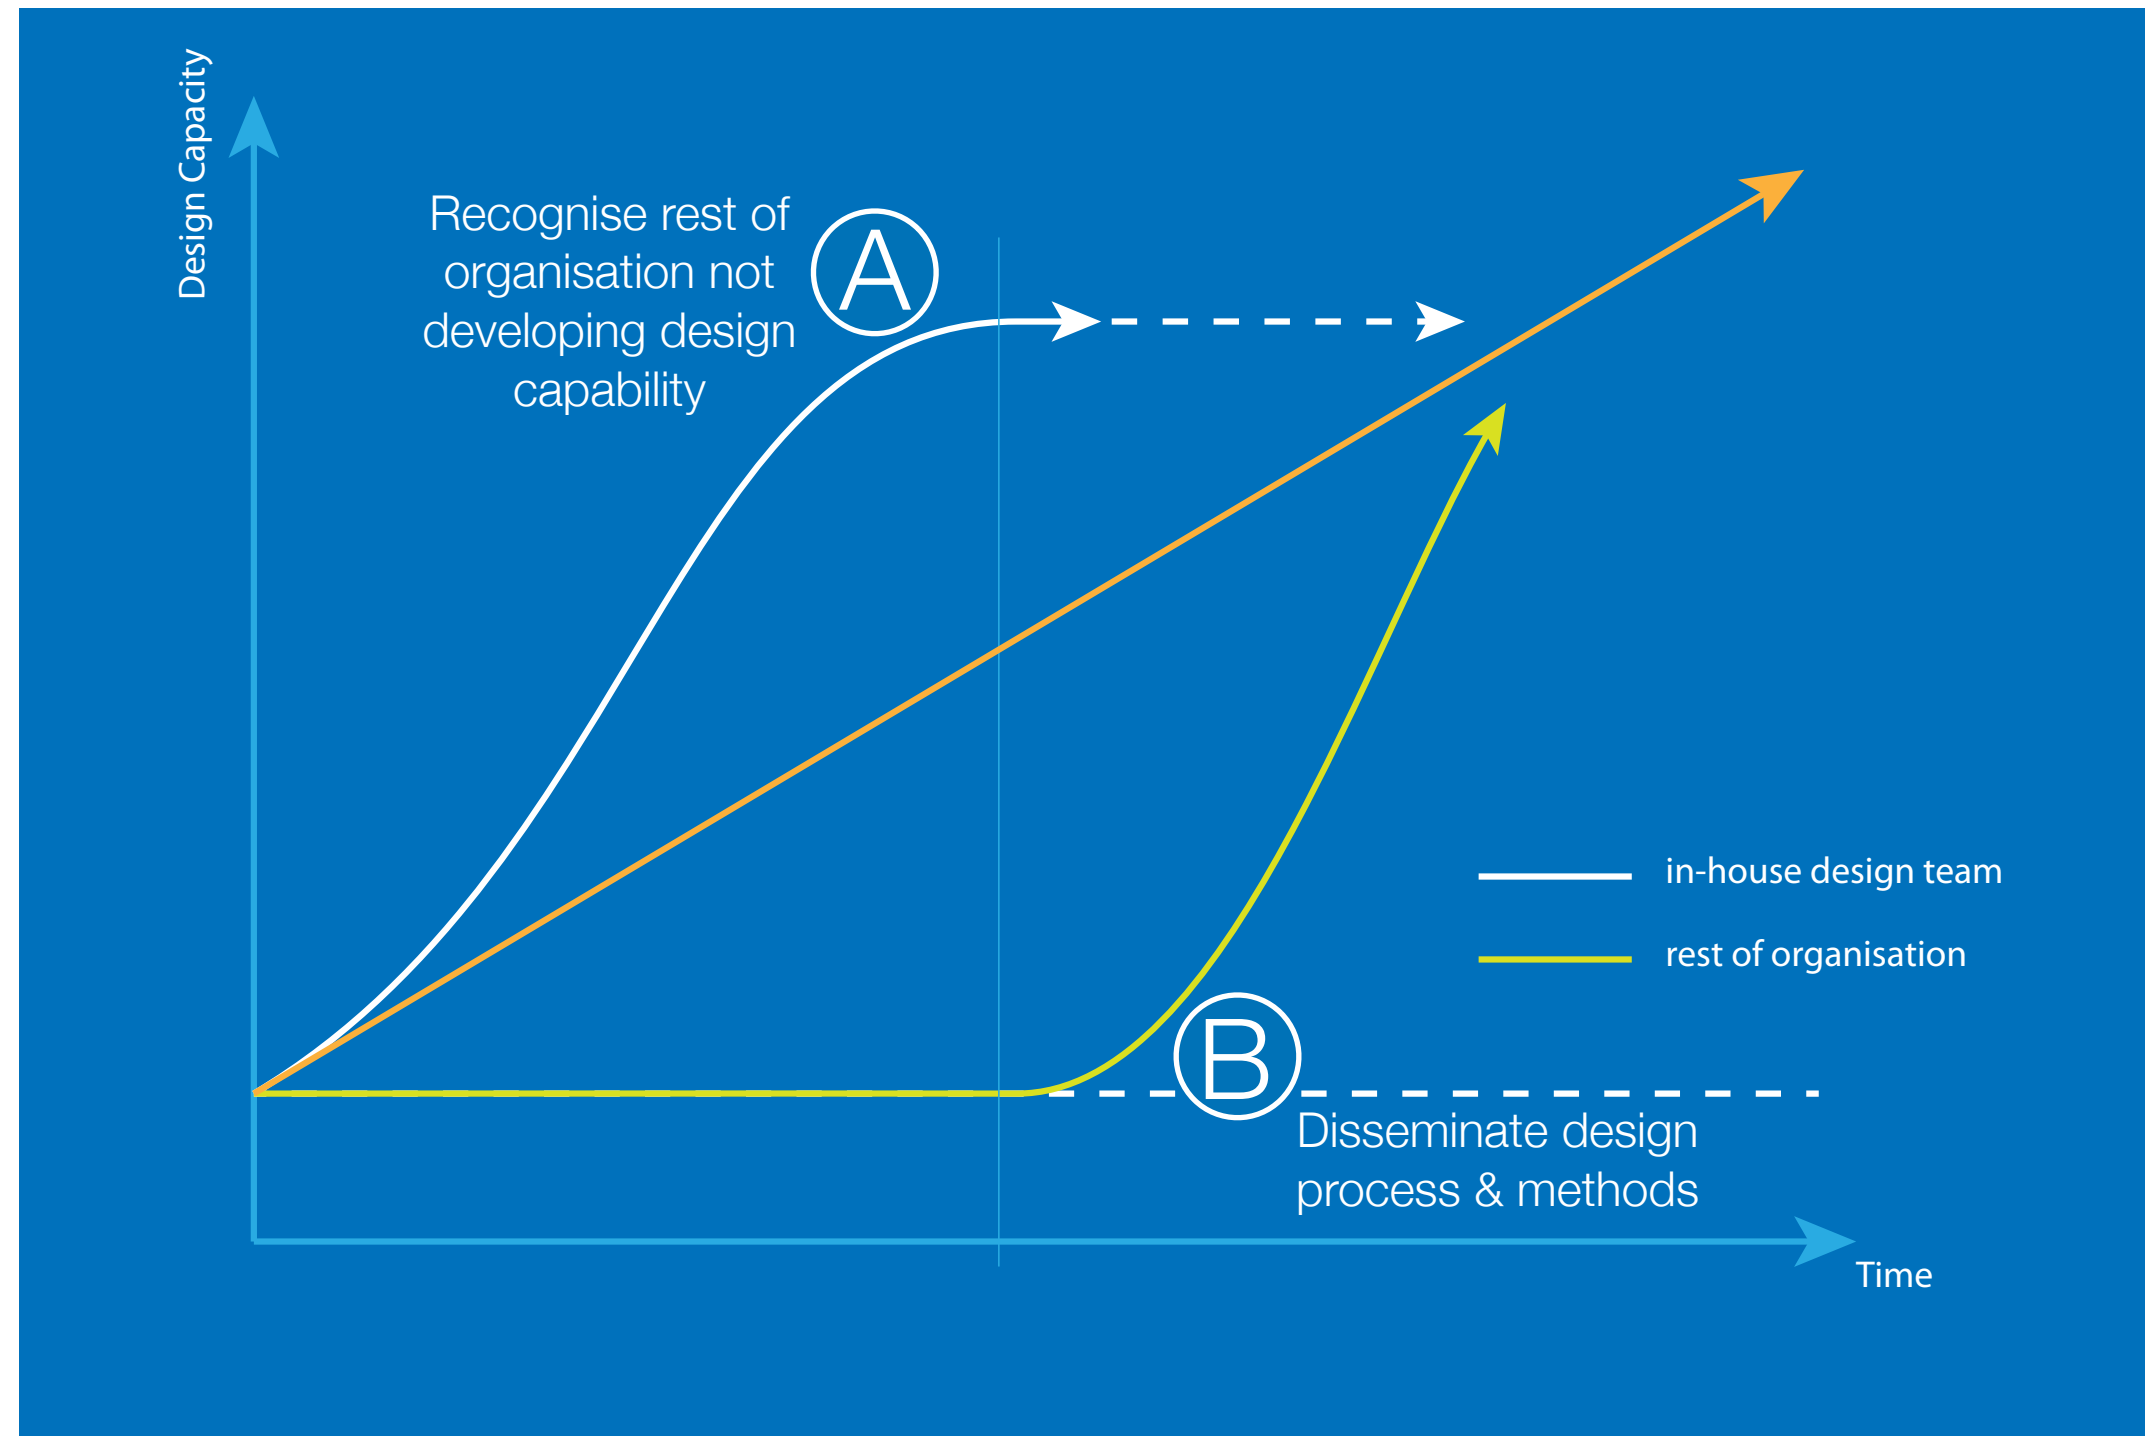 Design Capacity
Recognise rest of
organisation not
developing design
capability
A
in-house design team
rest of organisation
B
Disseminate design
process & methods
Time